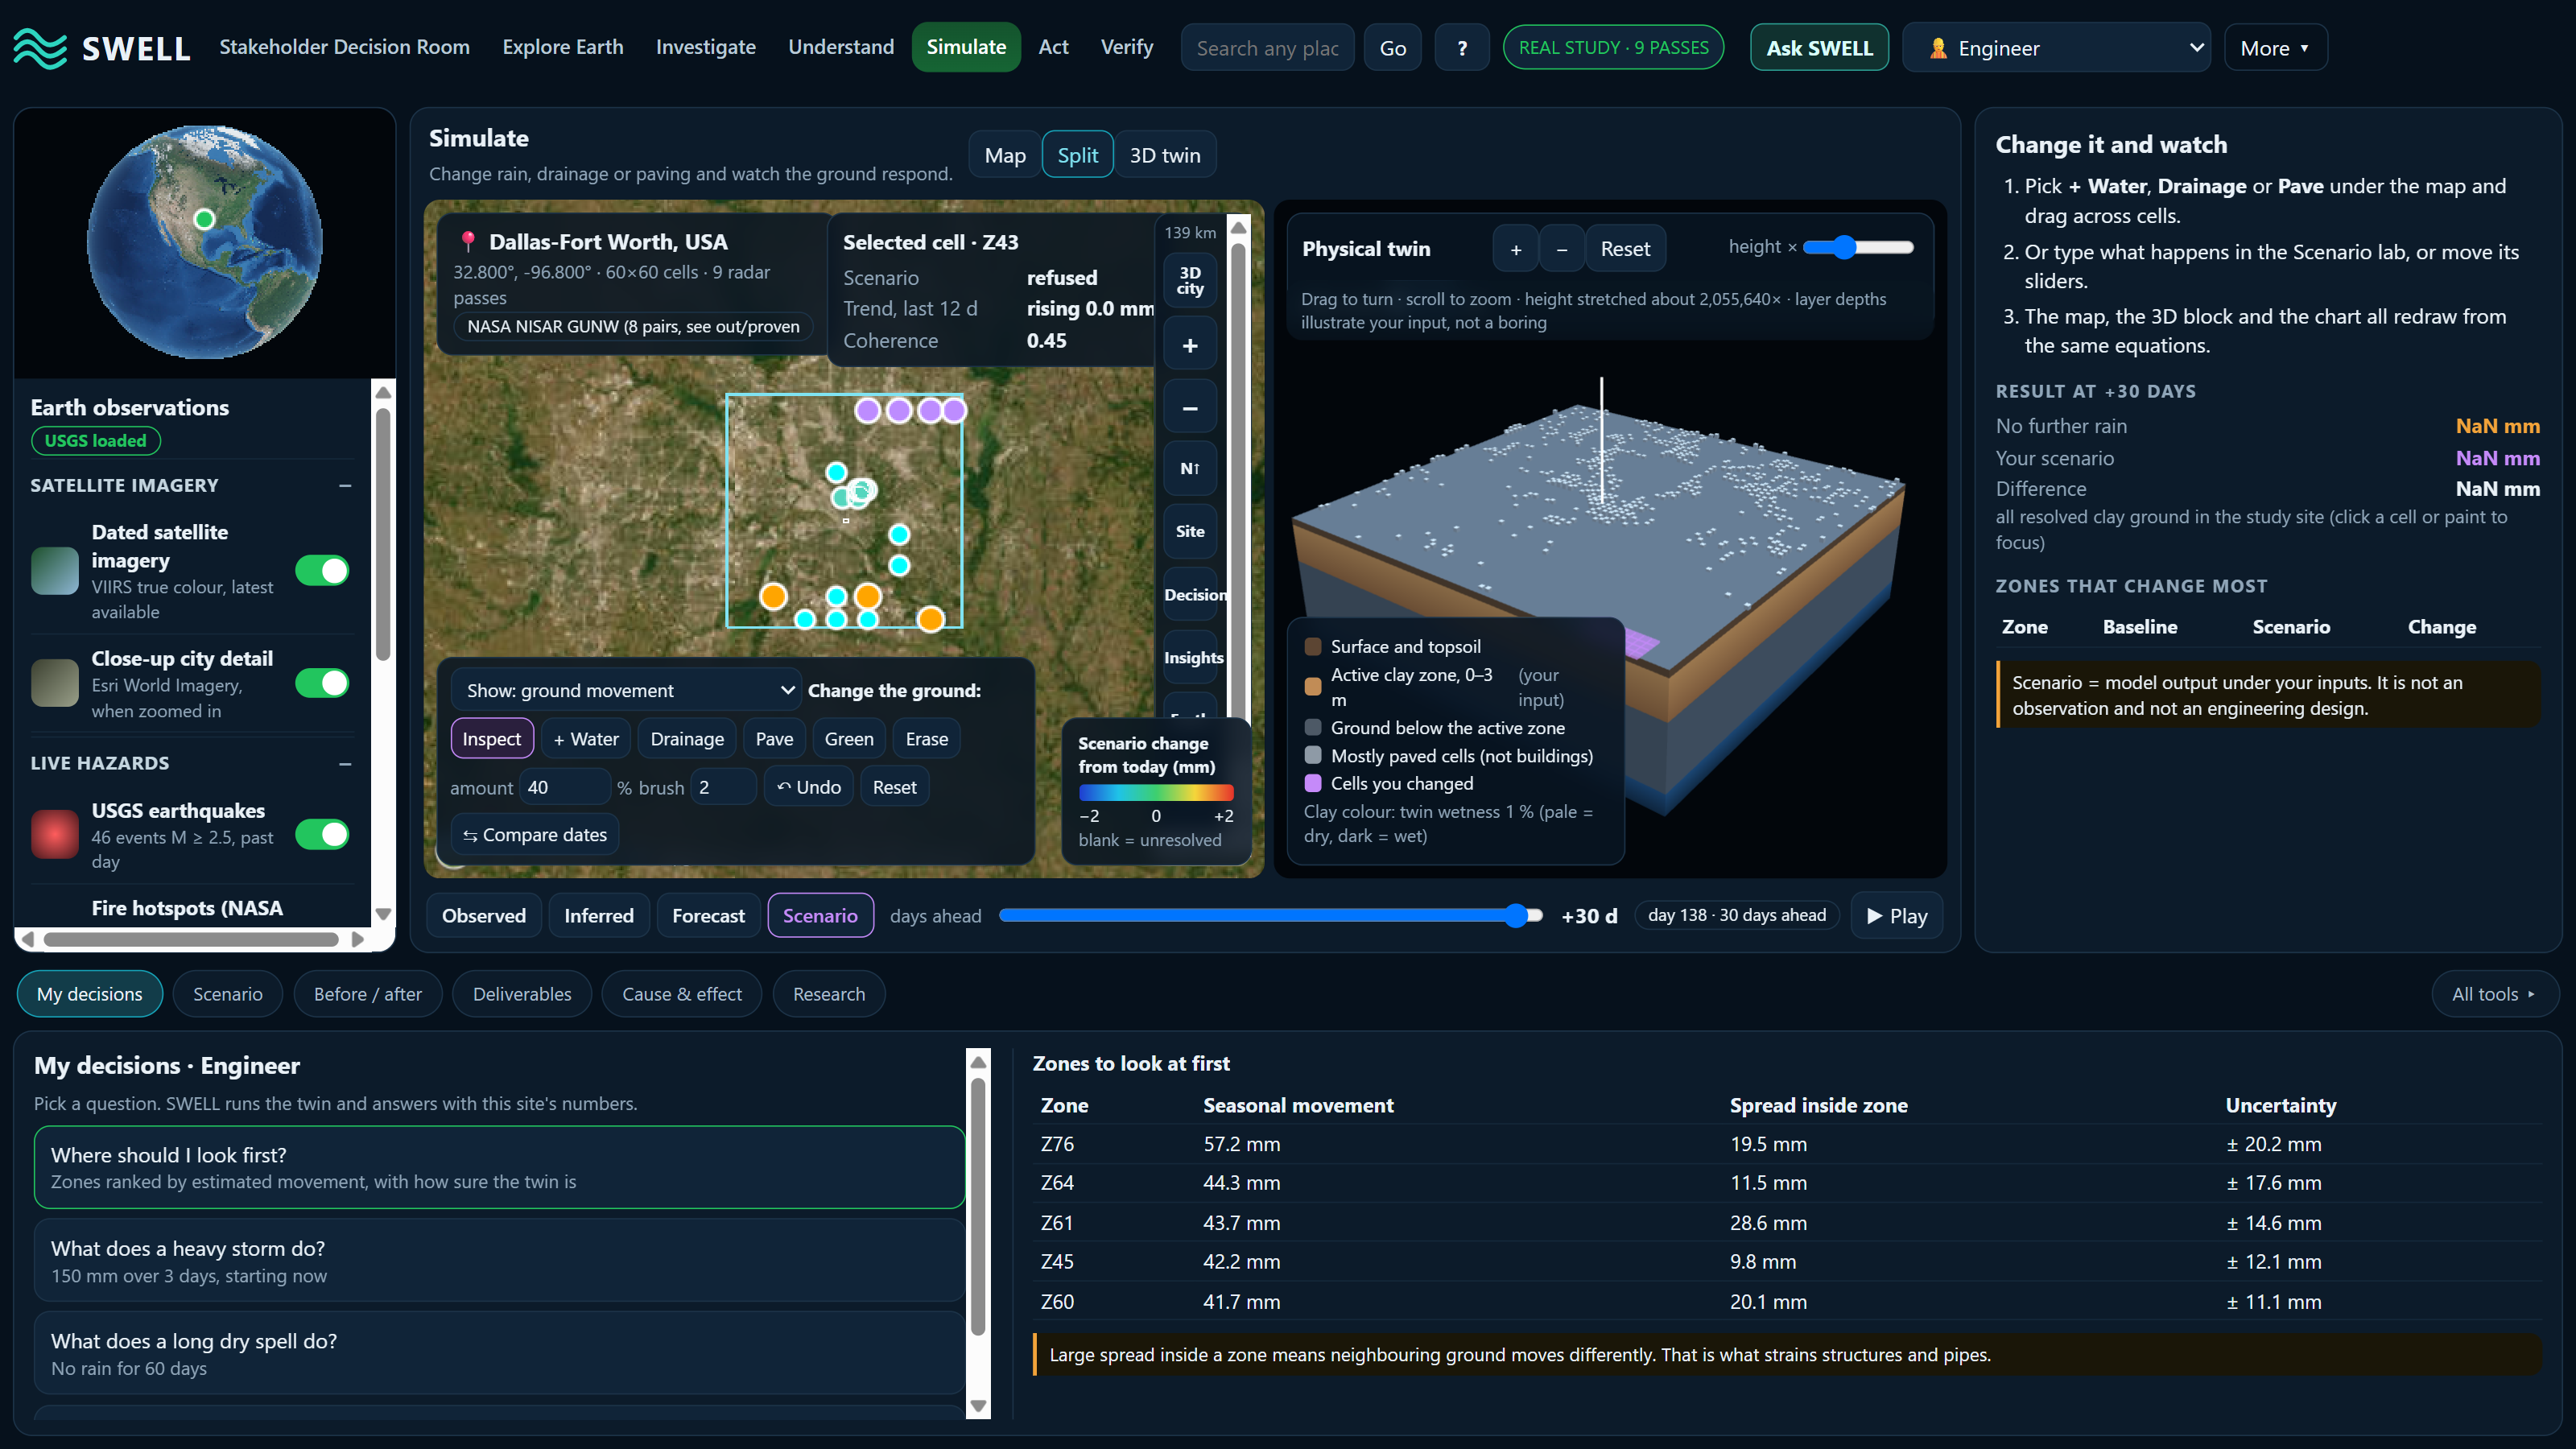 SWELL
Stakeholder Decision Room
Explore Earth
Investigate
Understand
Simulate
Act
Verify
Search any plac
Go
?
REAL STUDY · 9 PASSES
Ask SWELL
Engineer
More ▼
Earth observations
USGS loaded
SATELLITE IMAGERY −
Dated satellite
imagery
VIIRS true colour, latest
available
Close-up city detail
Esri World Imagery,
when zoomed in
LIVE HAZARDS −
USGS earthquakes
46 events M ≥ 2.5, past
day
Fire hotspots (NASA
Simulate
Change rain, drainage or paving and watch the ground respond.
Map
Split
3D twin
Dallas-Fort Worth, USA
32.800°, -96.800° · 60×60 cells · 9 radar
passes
NASA NISAR GUNW (8 pairs, see out/proven
Selected cell · Z43
Scenario refused
Trend, last 12 d rising 0.0 mm
Coherence 0.45
139 km
3D
city
+
−
N↑
Site
Decision
Insights
Show: ground movement
Change the ground:
Inspect
+ Water
Drainage
Pave
Green
Erase
amount 40 % brush 2
↶ Undo
Reset
⇆ Compare dates
Scenario change
from today (mm)
−2 0 +2
blank = unresolved
Physical twin
+
−
Reset
height ×
Drag to turn · scroll to zoom · height stretched about 2,055,640× · layer depths
illustrate your input, not a boring
Surface and topsoil
Active clay zone, 0–3 (your
m input)
Ground below the active zone
Mostly paved cells (not buildings)
Cells you changed
Clay colour: twin wetness 1 % (pale =
dry, dark = wet)
Observed
Inferred
Forecast
Scenario
days ahead
+30 d
day 138 · 30 days ahead
▶ Play
Change it and watch
1. Pick + Water, Drainage or Pave under the map and
drag across cells.
2. Or type what happens in the Scenario lab, or move its
sliders.
3. The map, the 3D block and the chart all redraw from
the same equations.
RESULT AT +30 DAYS
No further rain NaN mm
Your scenario NaN mm
Difference NaN mm
all resolved clay ground in the study site (click a cell or paint to
focus)
ZONES THAT CHANGE MOST
Zone Baseline Scenario Change
Scenario = model output under your inputs. It is not an
observation and not an engineering design.
My decisions
Scenario
Before / after
Deliverables
Cause & effect
Research
All tools ▸
My decisions · Engineer
Pick a question. SWELL runs the twin and answers with this site's numbers.
Where should I look first?
Zones ranked by estimated movement, with how sure the twin is
What does a heavy storm do?
150 mm over 3 days, starting now
What does a long dry spell do?
No rain for 60 days
Zones to look at first
Zone Seasonal movement Spread inside zone Uncertainty
Z76 57.2 mm 19.5 mm ± 20.2 mm
Z64 44.3 mm 11.5 mm ± 17.6 mm
Z61 43.7 mm 28.6 mm ± 14.6 mm
Z45 42.2 mm 9.8 mm ± 12.1 mm
Z60 41.7 mm 20.1 mm ± 11.1 mm
Large spread inside a zone means neighbouring ground moves differently. That is what strains structures and pipes.